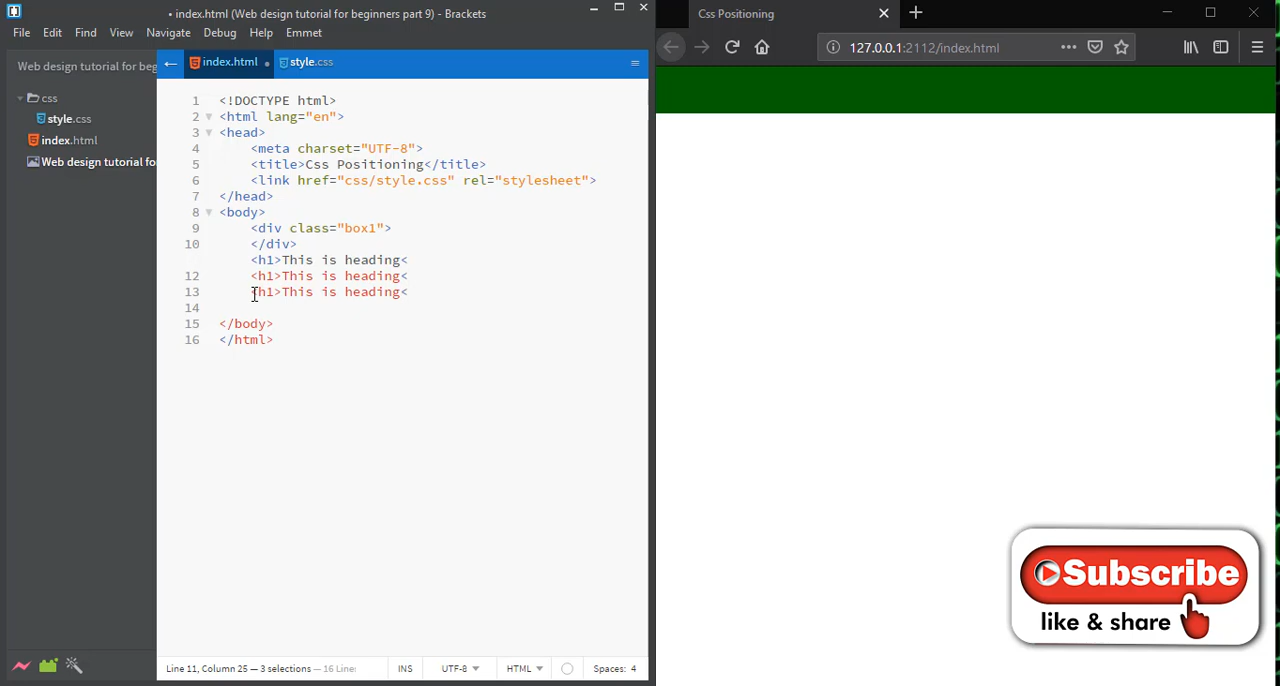 • index.html (Web design tutorial for beginners part 9) - Brackets
File Edit Find View Navigate Debug Help Emmet
Web design tutorial for beg
css
style.css
index.html
Web design tutorial for
index.html •
style.css
1 <!DOCTYPE html>
2 <html lang="en">
3 <head>
4 <meta charset="UTF-8">
5 <title>Css Positioning</title>
6 <link href="css/style.css" rel="stylesheet">
7 </head>
8 <body>
9 <div class="box1">
10 </div>
<h1>This is heading<
12 <h1>This is heading<
13 <h1>This is heading<
14
15 </body>
16 </html>
Line 11, Column 25 — 3 selections — 16 Line
INS
UTF-8
HTML
Spaces: 4
Css Positioning
127.0.0.1:2112/index.html
Subscribe
like & share